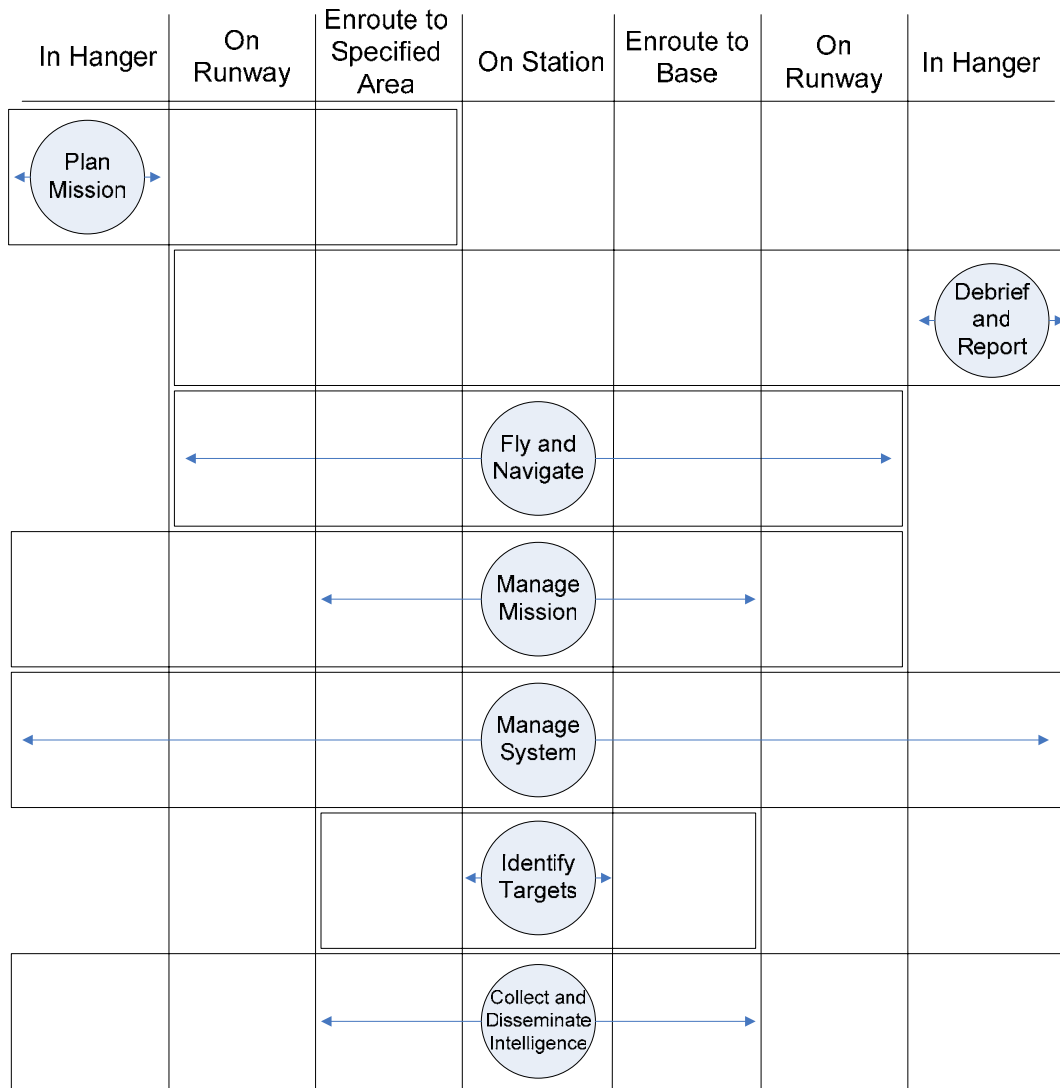 In Hanger
On
Runway
Enroute to
Specified
Area
On Station
Enroute to
Base
On
Runway
In Hanger
Plan
Mission
Debrief
and
Report
Fly and
Navigate
Manage
Mission
Manage
System
Identify
Targets
Collect and
Disseminate
Intelligence